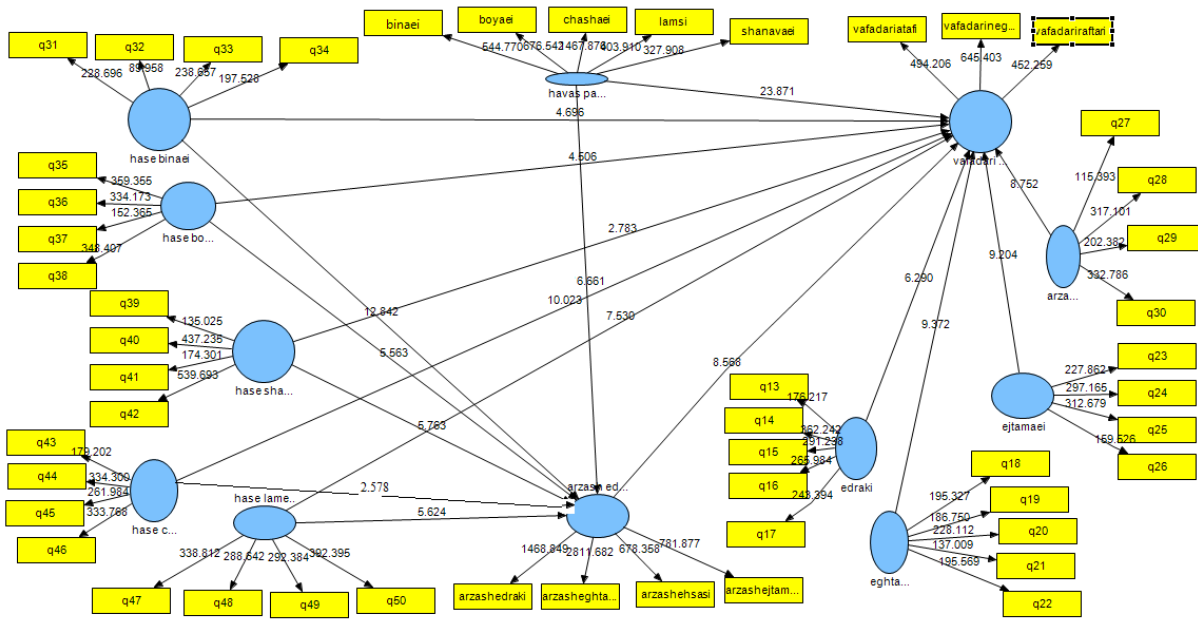 binaei
boyaei
chashaei
lamsi
shanavaei
vafadariatafi
vafadarineg...
vafadariraftari
q31
q32
q33
q34
228.696
89.958
238.657
197.528
544.770
676.542
327.908
494.206
645.403
452.259
hase binaei
havas pa...
23.871
4.696
q27
q28
q29
q30
115.393
317.101
202.382
332.786
arza...
8.752
q35
q36
q37
q38
359.355
334.173
152.365
348.407
hase bo...
4.506
2.783
6.661
10.023
7.530
6.290
9.204
9.372
8.568
12.842
5.563
5.763
q39
q40
q41
q42
135.025
437.235
174.301
539.693
hase sha...
q23
q24
q25
q26
227.862
297.165
312.679
159.526
ejtamaei
q13
q14
q15
q16
q17
176.217
362.242
291.238
265.984
243.394
edraki
q43
q44
q45
q46
179.202
334.300
261.984
333.768
hase c...
hase lame...
2.578
5.624
arzash ed...
q18
q19
q20
q21
q22
195.327
186.750
228.112
137.009
195.569
eghta...
338.812
288.642
292.384
392.395
q47
q48
q49
q50
1468.849
2811.682
678.358
781.877
arzashedraki
arzasheghta...
arzashehsasi
arzashejtam...